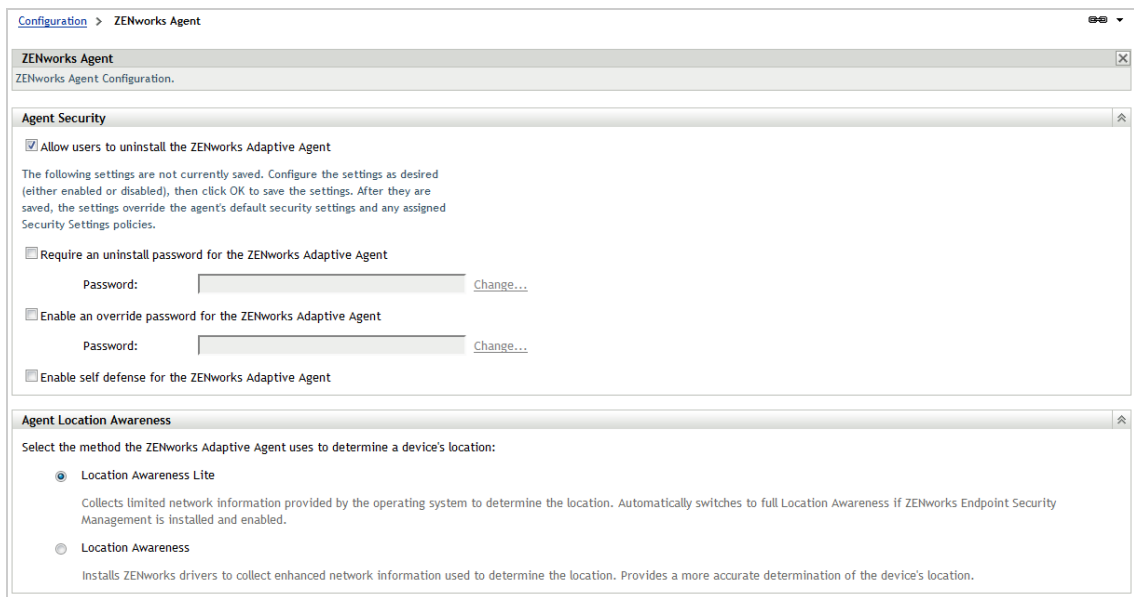 Configuration > ZENworks Agent
ZENworks Agent
ZENworks Agent Configuration.
Agent Security
Allow users to uninstall the ZENworks Adaptive Agent
The following settings are not currently saved. Configure the settings as desired
(either enabled or disabled), then click OK to save the settings. After they are
saved, the settings override the agent's default security settings and any assigned
Security Settings policies.
Require an uninstall password for the ZENworks Adaptive Agent
Password: Change...
Enable an override password for the ZENworks Adaptive Agent
Password: Change...
Enable self defense for the ZENworks Adaptive Agent
Agent Location Awareness
Select the method the ZENworks Adaptive Agent uses to determine a device's location:
Location Awareness Lite
Collects limited network information provided by the operating system to determine the location. Automatically switches to full Location Awareness if ZENworks Endpoint Security
Management is installed and enabled.
Location Awareness
Installs ZENworks drivers to collect enhanced network information used to determine the location. Provides a more accurate determination of the device's location.